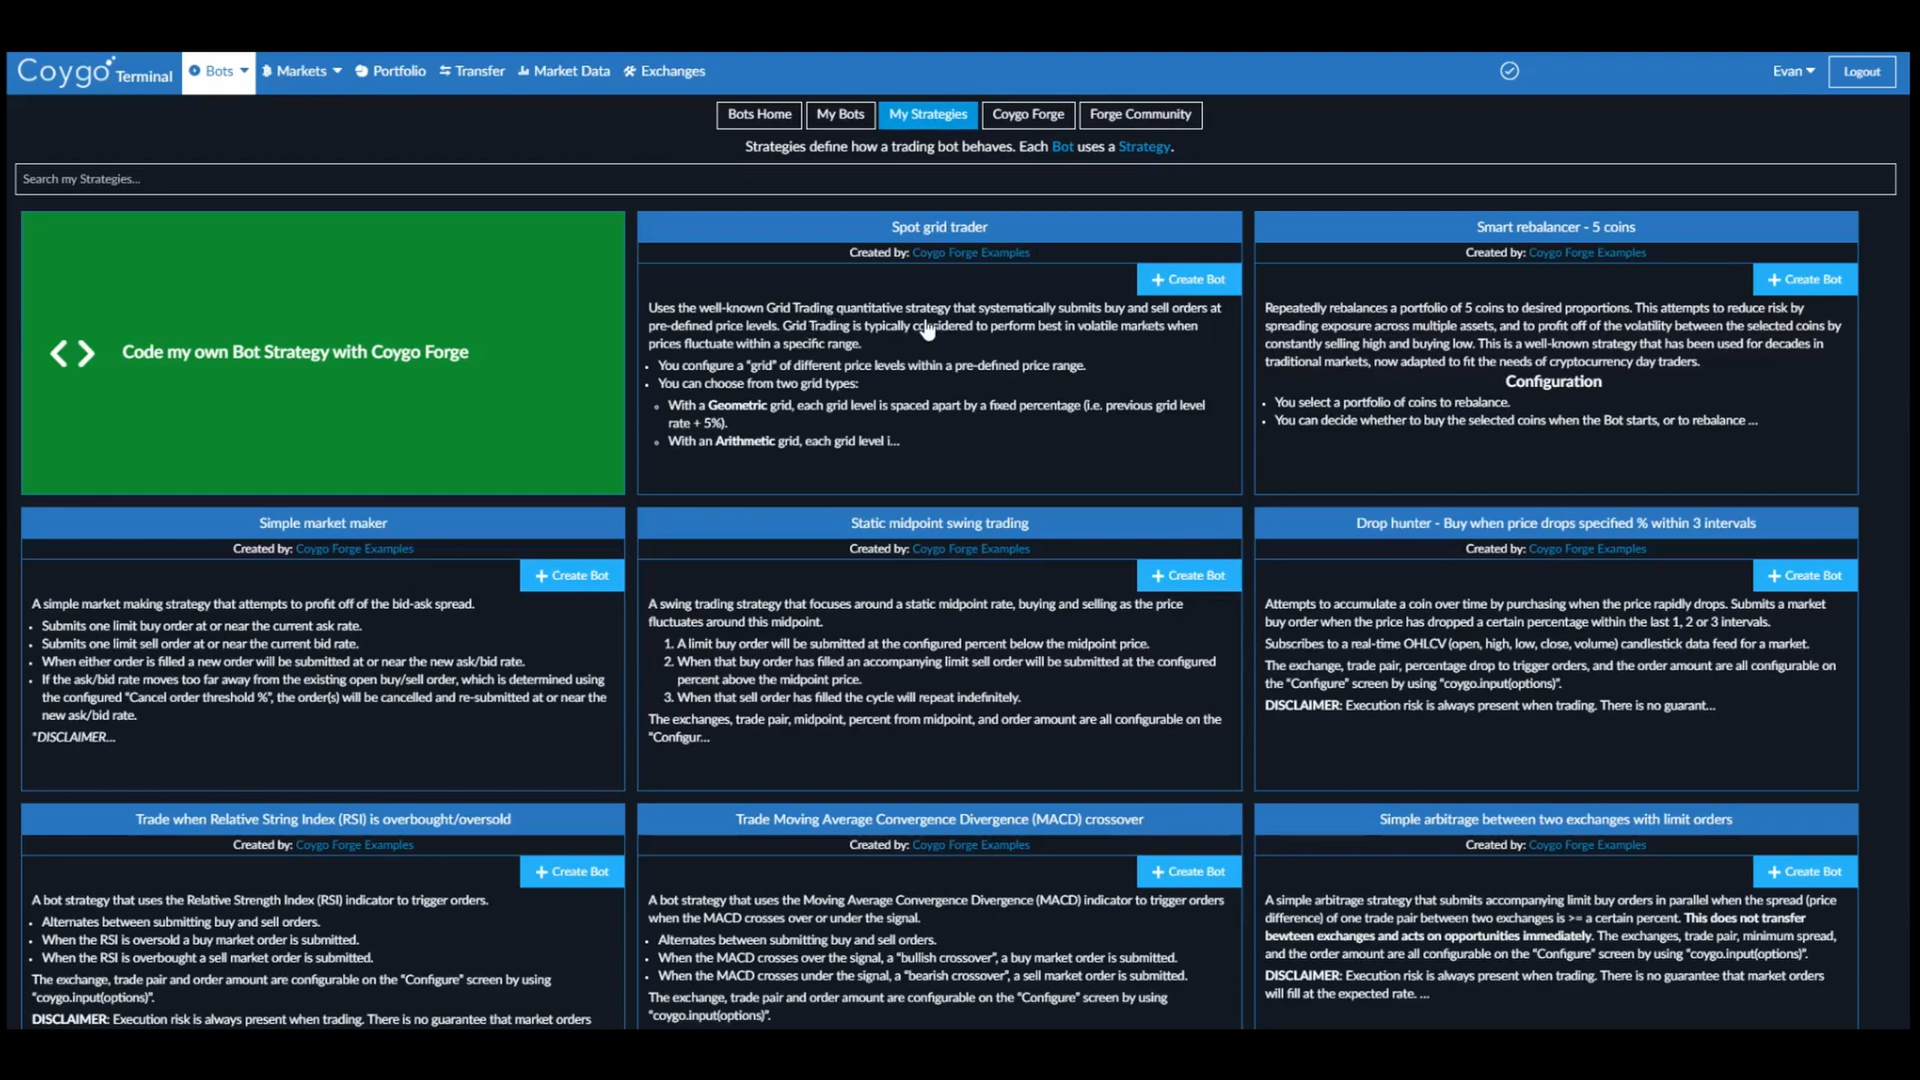 Coygo Terminal Bots Markets Portfolio Transfer Market Data Exchanges Evan Logout
Bots Home My Bots My Strategies Coygo Forge Forge Community
Strategies define how a trading bot behaves. Each Bot uses a Strategy.
Search my Strategies...
Code my own Bot Strategy with Coygo Forge
Spot grid trader
Created by: Coygo Forge Examples
+ Create Bot
Uses the well-known Grid Trading quantitative strategy that systematically submits buy and sell orders at
pre-defined price levels. Grid Trading is typically considered to perform best in volatile markets when
prices fluctuate within a specific range.
• You configure a "grid" of different price levels within a pre-defined price range.
• You can choose from two grid types:
◦ With a Geometric grid, each grid level is spaced apart by a fixed percentage (i.e. previous grid level
rate + 5%).
◦ With an Arithmetic grid, each grid level i...
Smart rebalancer - 5 coins
Created by: Coygo Forge Examples
+ Create Bot
Repeatedly rebalances a portfolio of 5 coins to desired proportions. This attempts to reduce risk by
spreading exposure across multiple assets, and to profit off of the volatility between the selected coins by
constantly selling high and buying low. This is a well-known strategy that has been used for decades in
traditional markets, now adapted to fit the needs of cryptocurrency day traders.
Configuration
• You select a portfolio of coins to rebalance.
• You can decide whether to buy the selected coins when the Bot starts, or to rebalance ...
Simple market maker
Created by: Coygo Forge Examples
+ Create Bot
A simple market making strategy that attempts to profit off of the bid-ask spread.
• Submits one limit buy order at or near the current ask rate.
• Submits one limit sell order at or near the current bid rate.
• When either order is filled a new order will be submitted at or near the new ask/bid rate.
• If the ask/bid rate moves too far away from the existing open buy/sell order, which is determined using
the configured "Cancel order threshold %", the order(s) will be cancelled and re-submitted at or near the
new ask/bid rate.
*DISCLAIMER...
Static midpoint swing trading
Created by: Coygo Forge Examples
+ Create Bot
A swing trading strategy that focuses around a static midpoint rate, buying and selling as the price
fluctuates around this midpoint.
1. A limit buy order will be submitted at the configured percent below the midpoint price.
2. When that buy order has filled an accompanying limit sell order will be submitted at the configured
percent above the midpoint price.
3. When that sell order has filled the cycle will repeat indefinitely.
The exchanges, trade pair, midpoint, percent from midpoint, and order amount are all configurable on the
"Configur...
Drop hunter - Buy when price drops specified % within 3 intervals
Created by: Coygo Forge Examples
+ Create Bot
Attempts to accumulate a coin over time by purchasing when the price rapidly drops. Submits a market
buy order when the price has dropped a certain percentage within the last 1, 2 or 3 intervals.
Subscribes to a real-time OHLCV (open, high, low, close, volume) candlestick data feed for a market.
The exchange, trade pair, percentage drop to trigger orders, and the order amount are all configurable on
the "Configure" screen by using "coygo.input(options)".
DISCLAIMER: Execution risk is always present when trading. There is no guarant...
Trade when Relative String Index (RSI) is overbought/oversold
Created by: Coygo Forge Examples
+ Create Bot
A bot strategy that uses the Relative Strength Index (RSI) indicator to trigger orders.
• Alternates between submitting buy and sell orders.
• When the RSI is oversold a buy market order is submitted.
• When the RSI is overbought a sell market order is submitted.
The exchange, trade pair and order amount are configurable on the "Configure" screen by using
"coygo.input(options)".
DISCLAIMER: Execution risk is always present when trading. There is no guarantee that market orders
Trade Moving Average Convergence Divergence (MACD) crossover
Created by: Coygo Forge Examples
+ Create Bot
A bot strategy that uses the Moving Average Convergence Divergence (MACD) indicator to trigger orders
when the MACD crosses over or under the signal.
• Alternates between submitting buy and sell orders.
• When the MACD crosses over the signal, a "bullish crossover", a buy market order is submitted.
• When the MACD crosses under the signal, a "bearish crossover", a sell market order is submitted.
The exchange, trade pair and order amount are configurable on the "Configure" screen by using
"coygo.input(options)".
Simple arbitrage between two exchanges with limit orders
Created by: Coygo Forge Examples
+ Create Bot
A simple arbitrage strategy that submits accompanying limit buy orders in parallel when the spread (price
difference) of one trade pair between two exchanges is >= a certain percent. This does not transfer
bewteen exchanges and acts on opportunities immediately. The exchanges, trade pair, minimum spread,
and the order amount are all configurable on the "Configure" screen by using "coygo.input(options)".
DISCLAIMER: Execution risk is always present when trading. There is no guarantee that market orders
will fill at the expected rate. ...